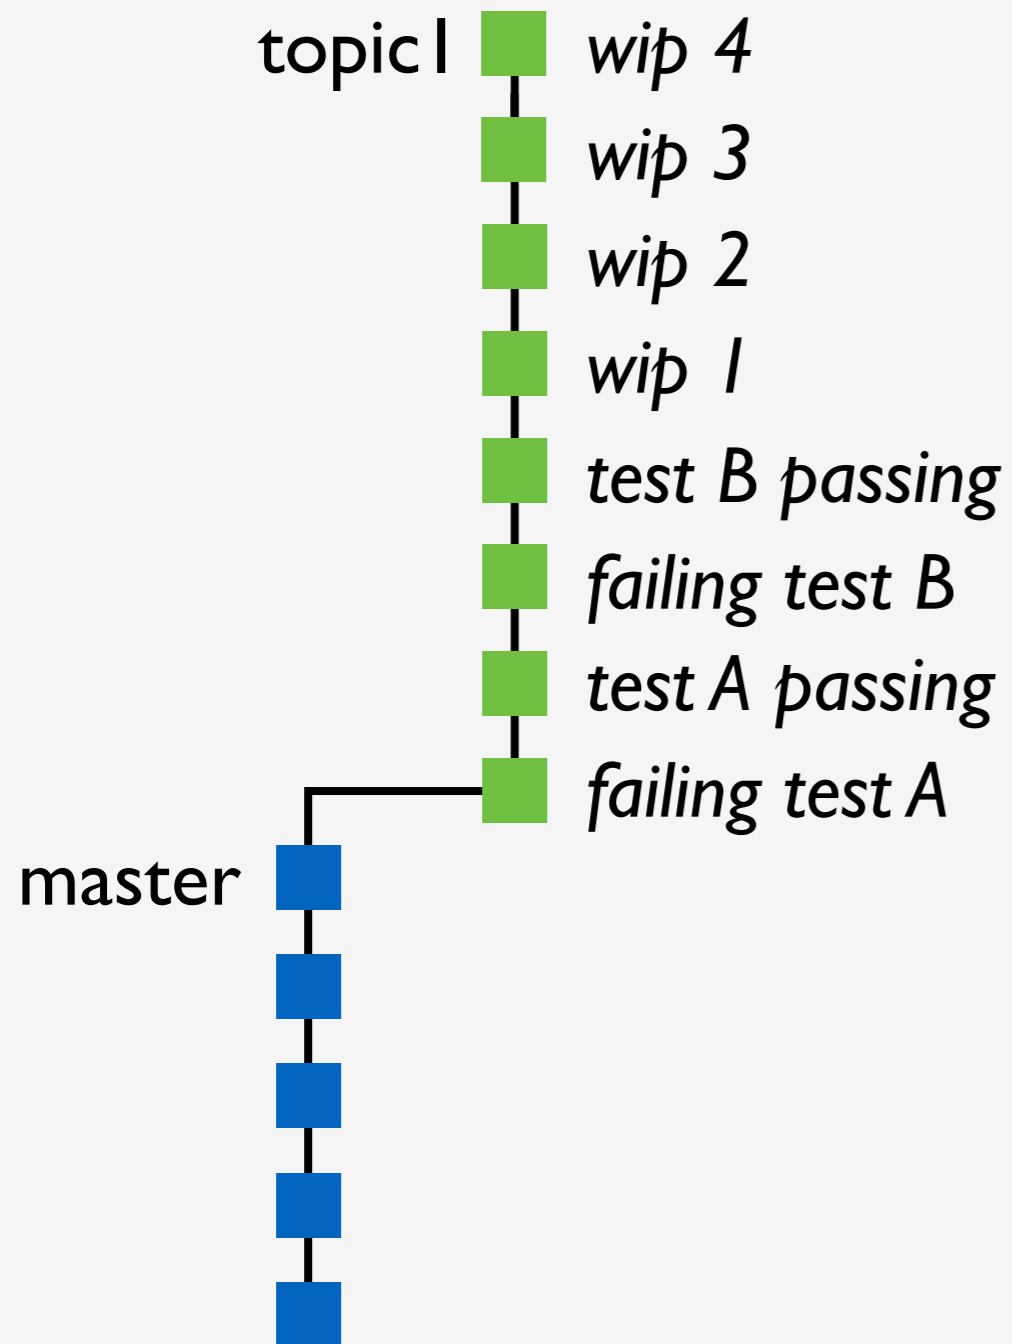 topic1 wip 4
wip 3
wip 2
wip 1
test B passing
failing test B
test A passing
failing test A
master